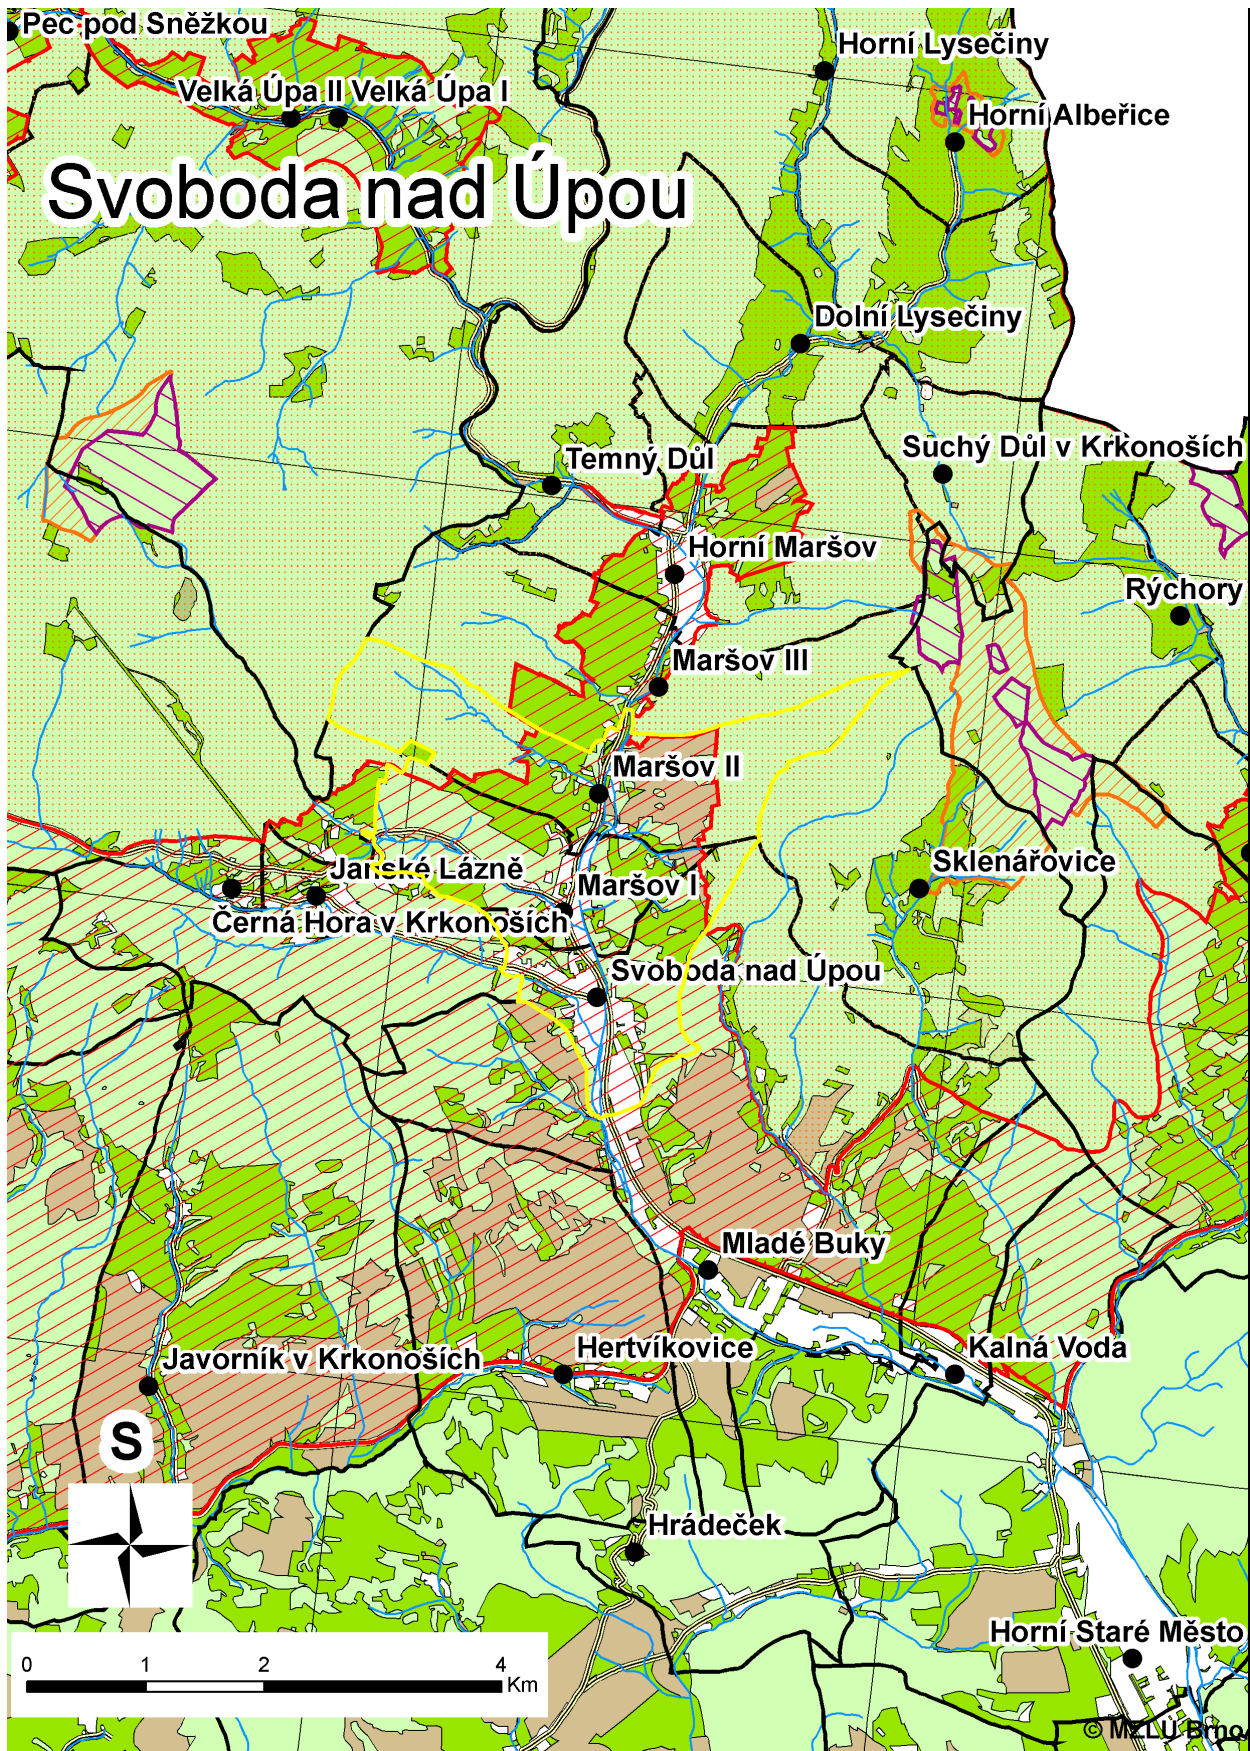 Pec pod Sněžkou
Horní Lysečiny
Velká Úpa II Velká Úpa I
Horní Albeřice
Svoboda nad Úpou
Dolní Lysečiny
Suchý Důl v Krkonoších
Temný Důl
Horní Maršov
Rýchory
Maršov III
Maršov II
Janské Lázně
Sklenářovice
Maršov I
Černá Hora v Krkonoších
Svoboda nad Úpou
Mladé Buky
Hertvíkovice
Kalná Voda
Javorník v Krkonoších
S
Hrádeček
Horní Staré Město
0 1 2 4
Km
© MZLU Brno